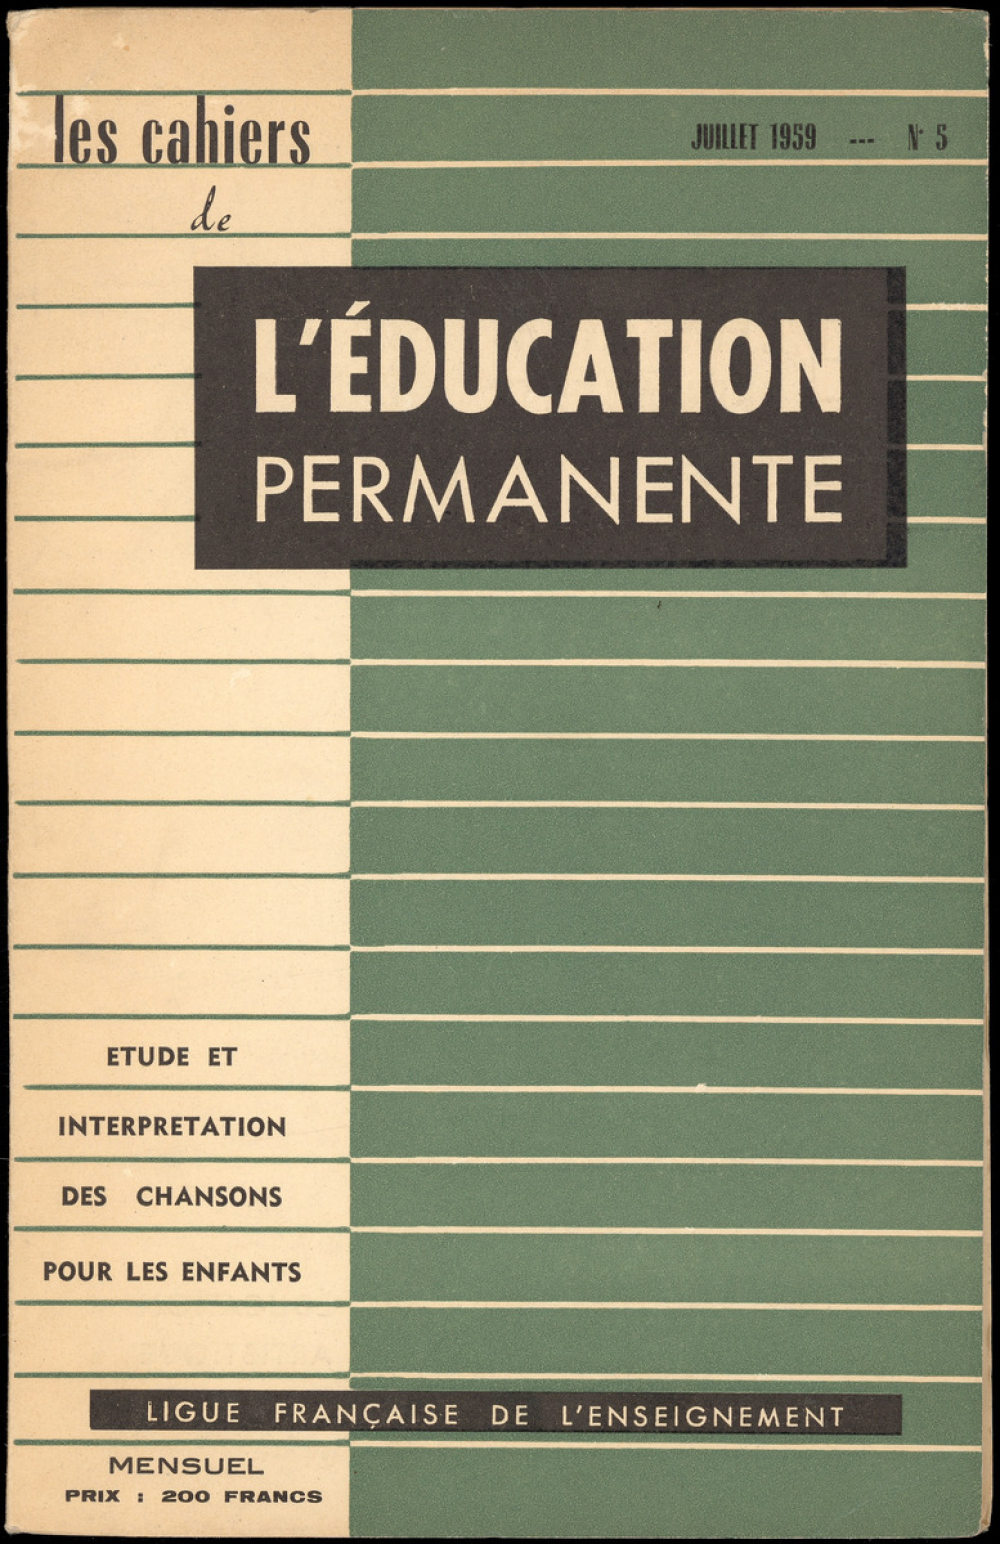 les cahiers
JUILLET 1959 --- N° 5
de
L'ÉDUCATION
PERMANENTE
ETUDE ET
INTERPRETATION
DES CHANSONS
POUR LES ENFANTS
LIGUE FRANÇAISE DE L'ENSEIGNEMENT
MENSUEL
PRIX : 200 FRANCS